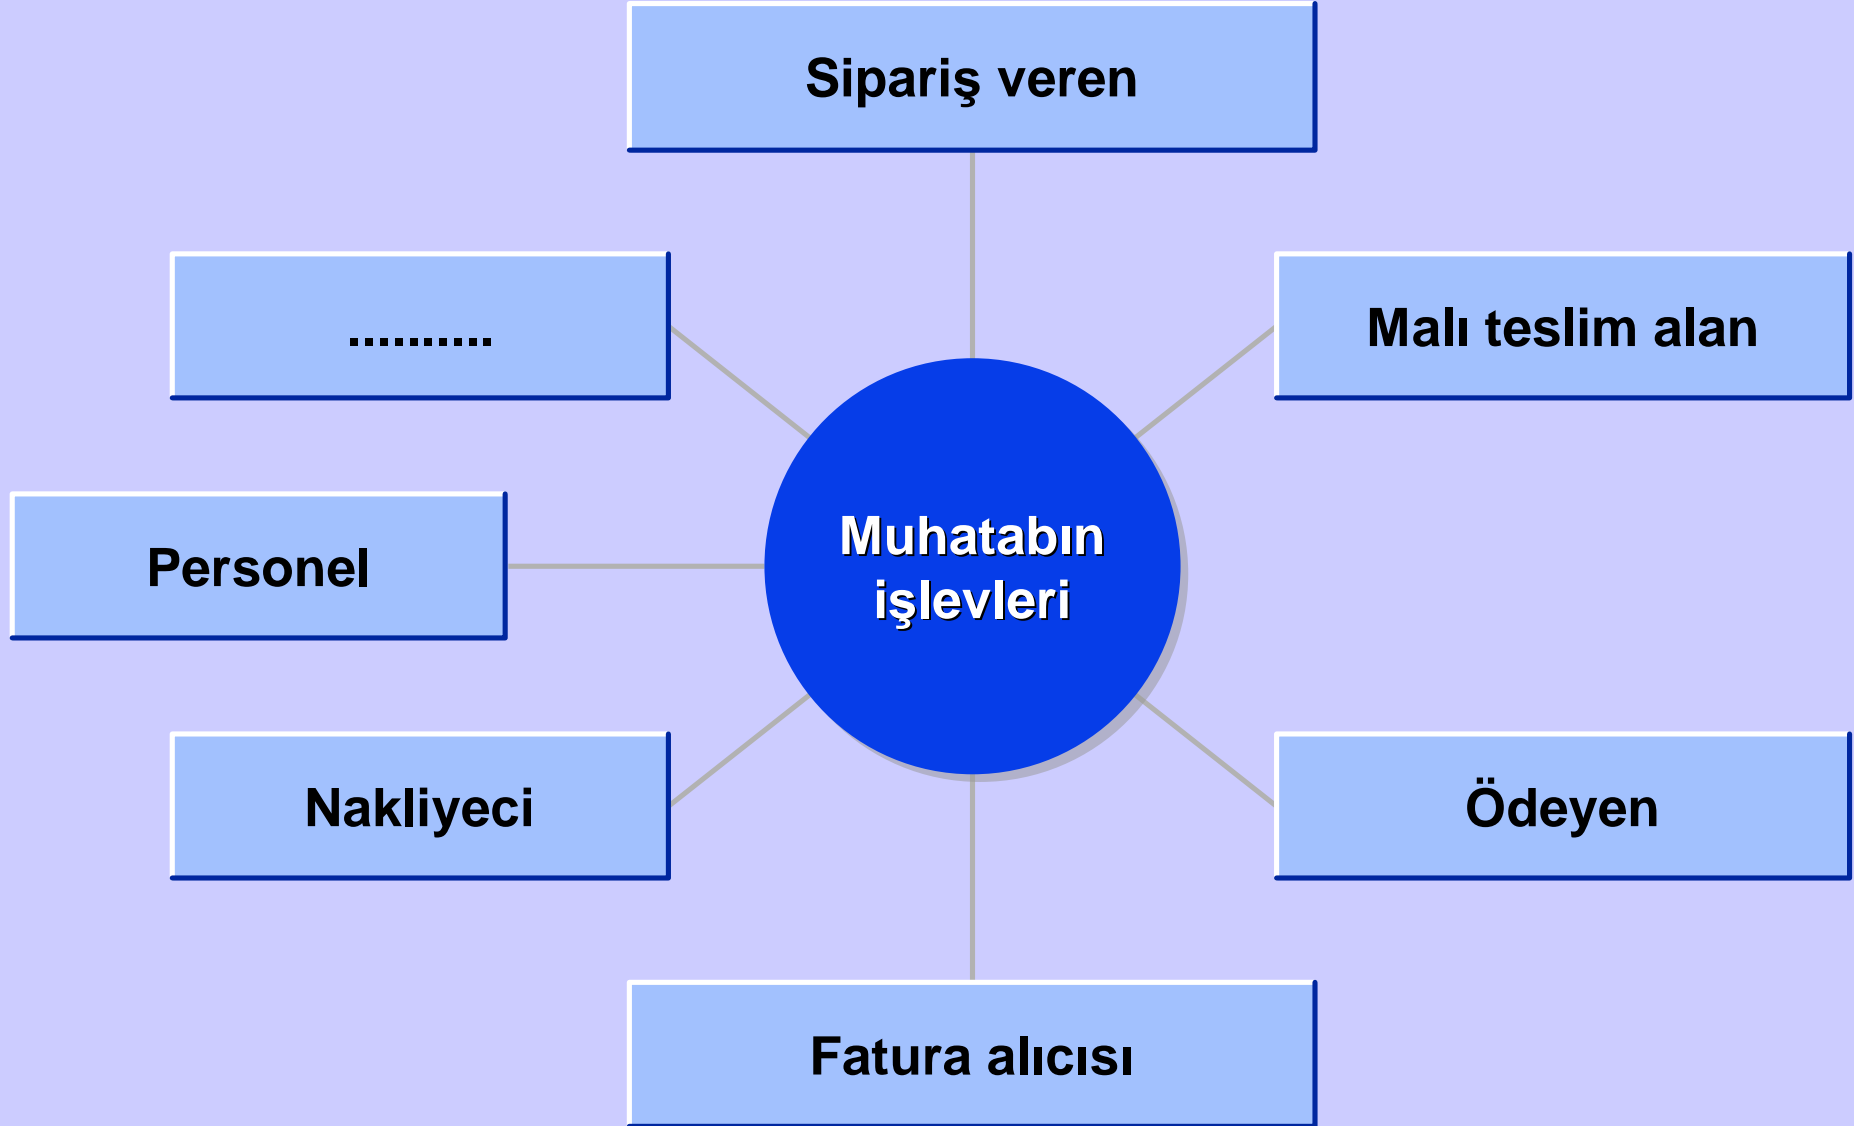 Sipariş veren
..........
Malı teslim alan
Muhatabın
işlevleri
Personel
Nakliyeci
Ödeyen
Fatura alıcısı